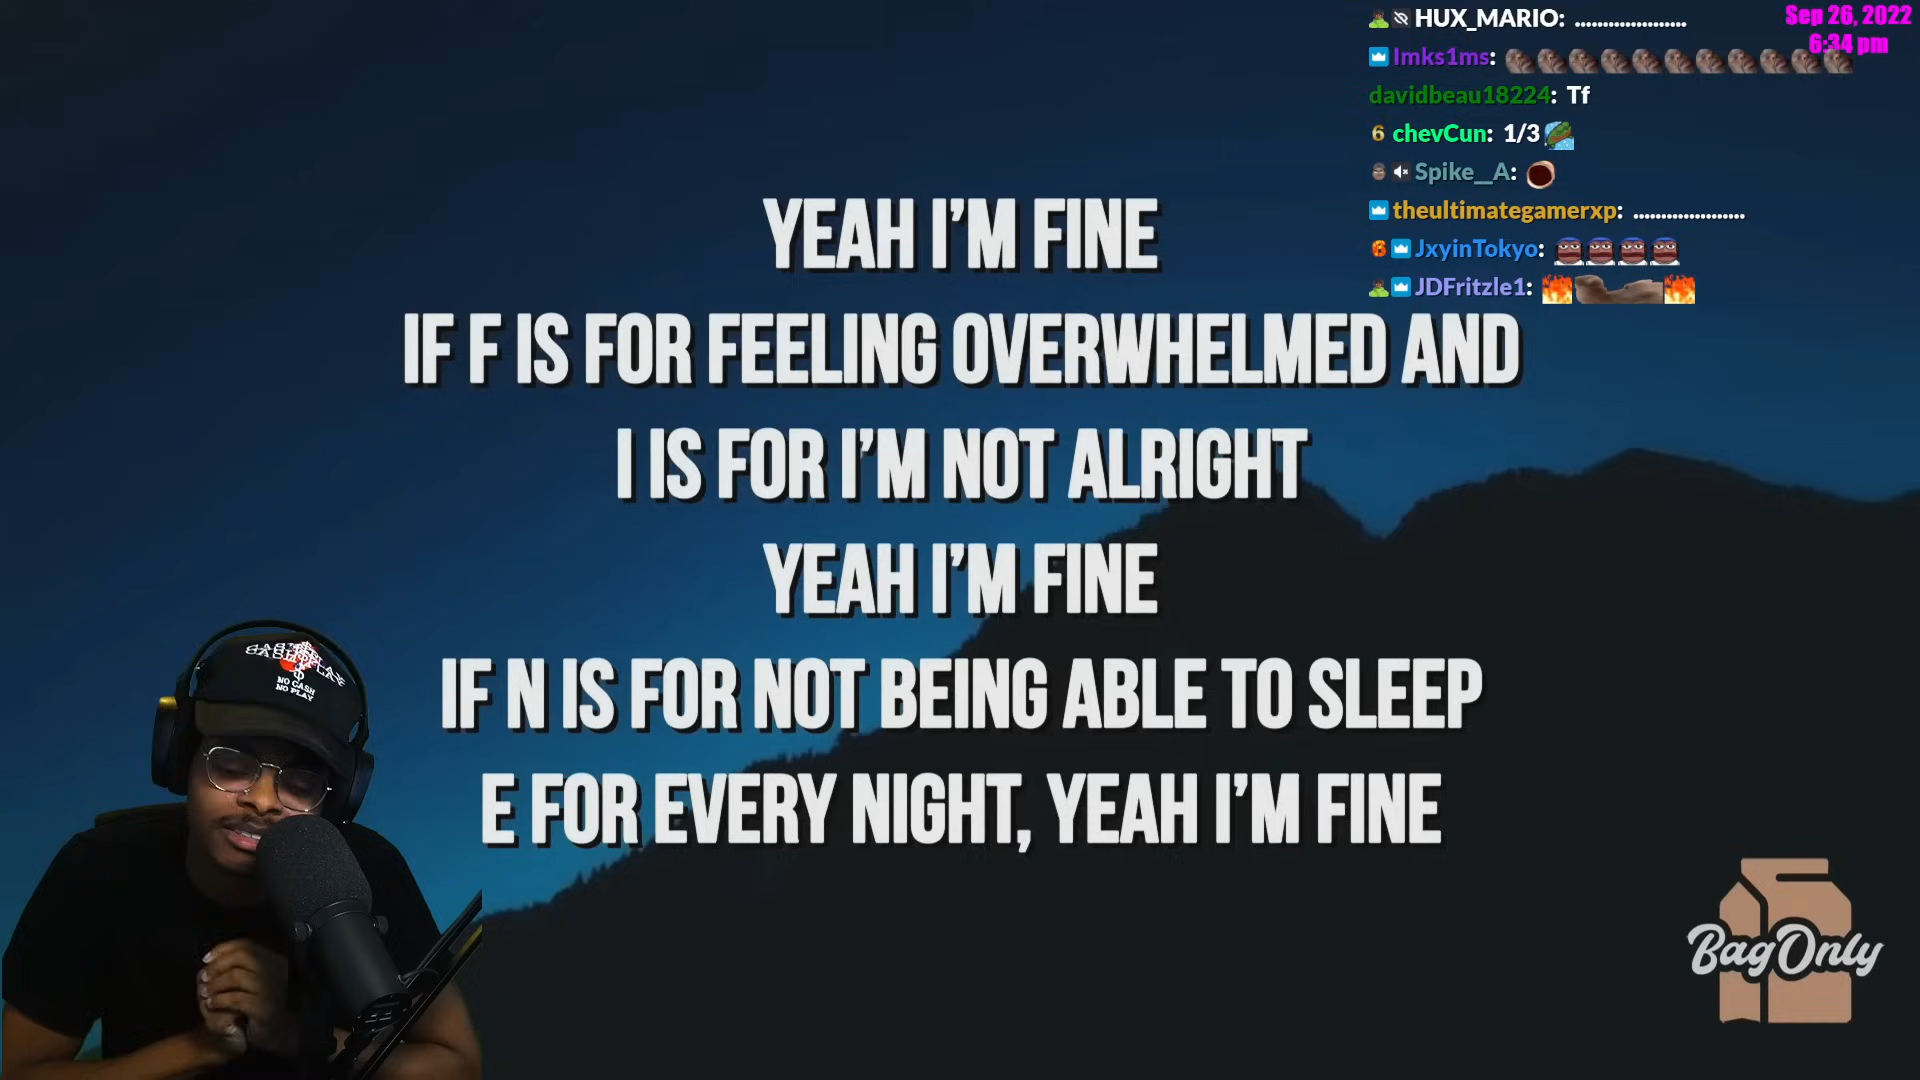 HUX_MARIO: ....................
Sep 26, 2022
6:34 pm
Imks1ms:
davidbeau18224: Tf
6 chevCun: 1/3
Spike__A:
theultimategamerxp: ....................
6 JxyinTokyo:
JDFritzle1:
YEAH I'M FINE
IF F IS FOR FEELING OVERWHELMED AND
I IS FOR I'M NOT ALRIGHT
YEAH I'M FINE
IF N IS FOR NOT BEING ABLE TO SLEEP
E FOR EVERY NIGHT, YEAH I'M FINE
NO CASH
NO PLAY
BagOnly